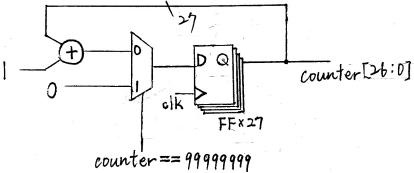 27
+
0
1
1
0
D Q
clk
FF×27
counter[26:0]
counter==99999999